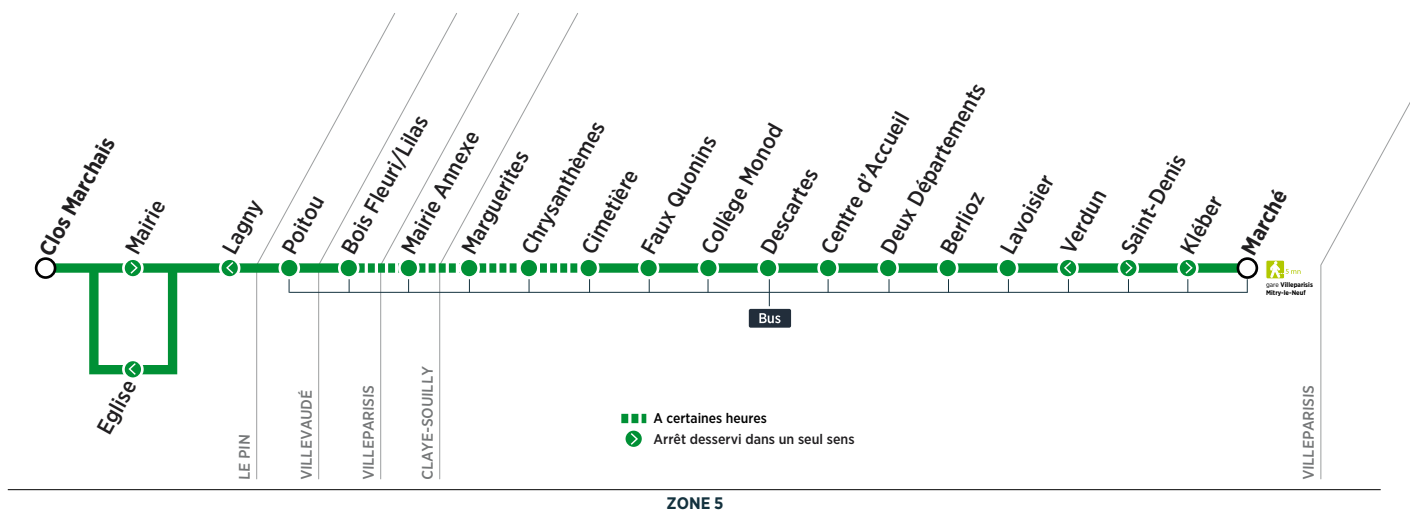 Clos Marchais
Mairie
Lagny
Poitou
Bois Fleuri/Lilas
Mairie Annexe
Marguerites
Chrysanthèmes
Cimetière
Faux Quonins
Collège Monod
Descartes
Centre d'Accueil
Deux Départements
Berlioz
Lavoisier
Verdun
Saint-Denis
Kléber
Marché
5 mn
gare Villeparisis
Mitry-le-Neuf
Bus
Eglise
LE PIN
VILLEVAUDÉ
VILLEPARISIS
CLAYE-SOUILLY
VILLEPARISIS
A certaines heures
Arrêt desservi dans un seul sens
ZONE 5